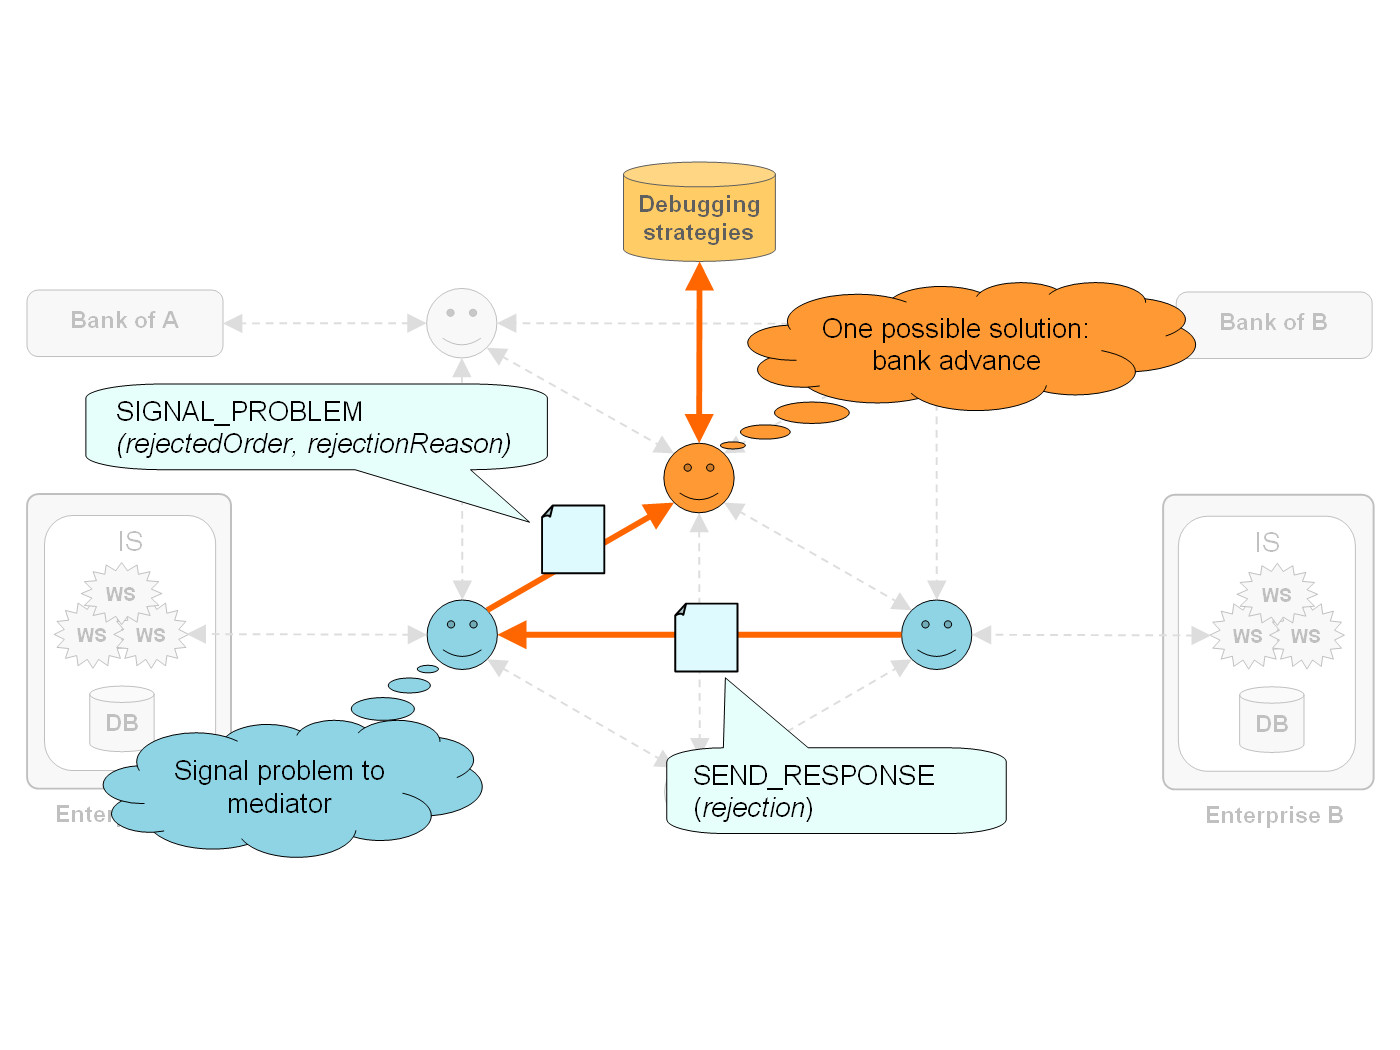 Debugging
strategies
Bank of A
One possible solution:
bank advance
Bank of B
SIGNAL_PROBLEM
(rejectedOrder, rejectionReason)
IS
WS
WS
WS
DB
IS
WS
WS
WS
DB
Signal problem to
mediator
SEND_RESPONSE
(rejection)
Enterprise B